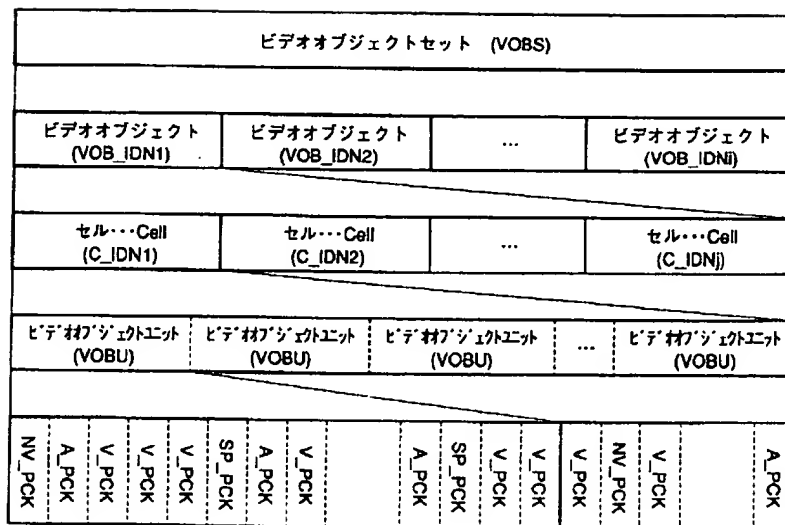 ビデオオブジェクトセット (VOBS)
ビデオオブジェクト
(VOB_IDN1)
ビデオオブジェクト
(VOB_IDN2)
...
ビデオオブジェクト
(VOB_IDNi)
セル･･･Cell
(C_IDN1)
セル･･･Cell
(C_IDN2)
...
セル･･･Cell
(C_IDNj)
ﾋﾞﾃﾞｵｵﾌﾞｼﾞｪｸﾄﾕﾆｯﾄ
(VOBU)
ﾋﾞﾃﾞｵｵﾌﾞｼﾞｪｸﾄﾕﾆｯﾄ
(VOBU)
ﾋﾞﾃﾞｵｵﾌﾞｼﾞｪｸﾄﾕﾆｯﾄ
(VOBU)
...
ﾋﾞﾃﾞｵｵﾌﾞｼﾞｪｸﾄﾕﾆｯﾄ
(VOBU)
NV_PCK
A_PCK
V_PCK
V_PCK
V_PCK
SP_PCK
A_PCK
V_PCK
A_PCK
SP_PCK
V_PCK
V_PCK
V_PCK
NV_PCK
V_PCK
A_PCK